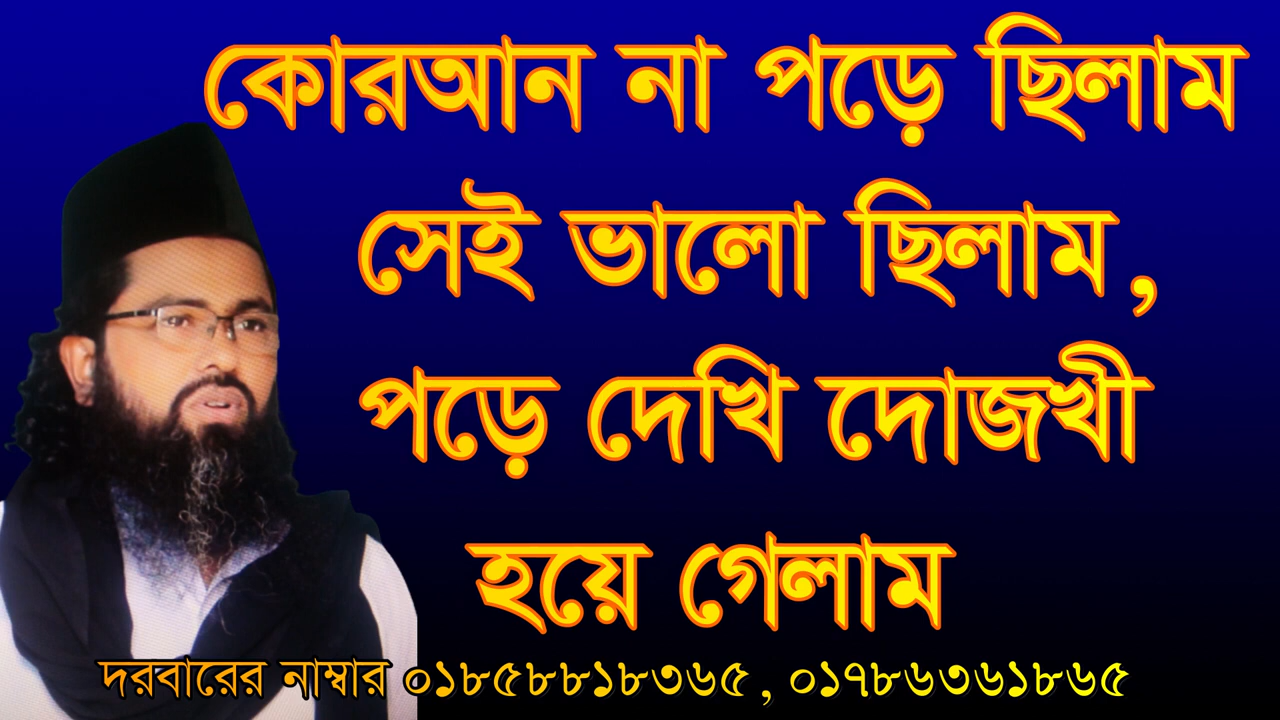 কোরআন না পড়ে ছিলাম
সেই ভালো ছিলাম,
পড়ে দেখি দোজখী
হয়ে গেলাম
দরবারের নাম্বার ০১৮৫৮৮১৮৩৬৫, ০১৭৮৬৩৬১৮৬৫